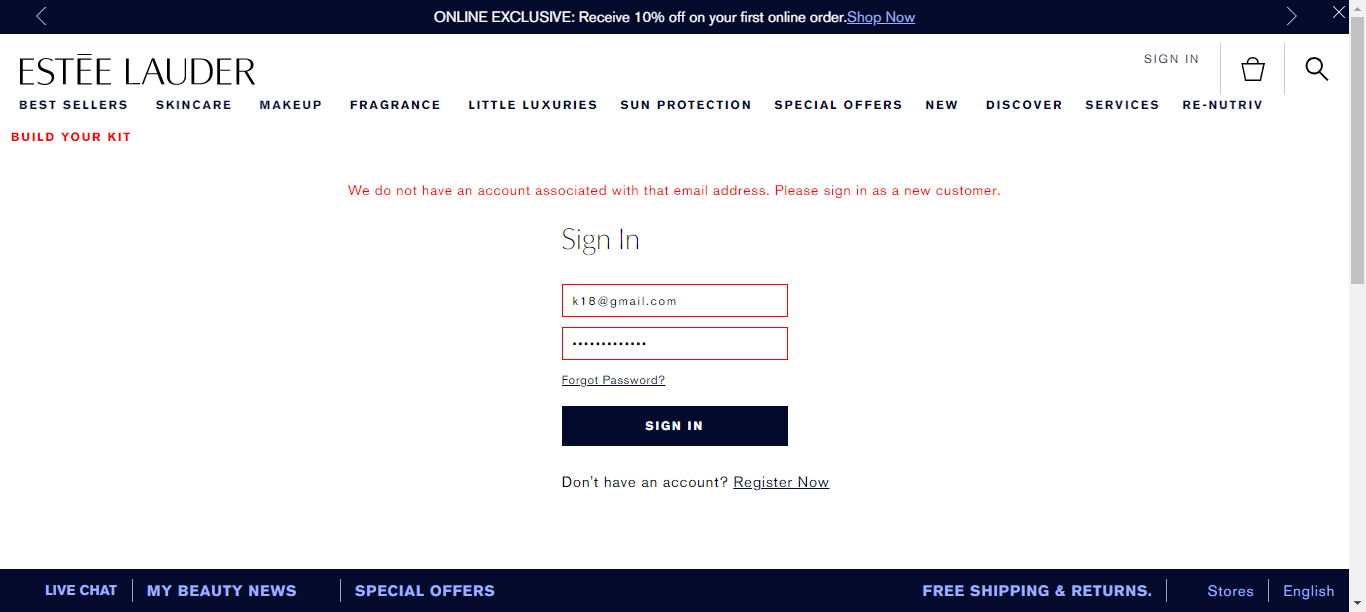 ONLINE EXCLUSIVE: Receive 10% off on your first online order.Shop Now
ESTĒE LAUDER
SIGN IN
BEST SELLERS SKINCARE MAKEUP FRAGRANCE LITTLE LUXURIES SUN PROTECTION SPECIAL OFFERS NEW DISCOVER SERVICES RE-NUTRIV
BUILD YOUR KIT
We do not have an account associated with that email address. Please sign in as a new customer.
Sign In
k18@gmail.com
•••••••••••••
Forgot Password?
SIGN IN
Don't have an account? Register Now
LIVE CHAT MY BEAUTY NEWS SPECIAL OFFERS FREE SHIPPING & RETURNS. Stores English